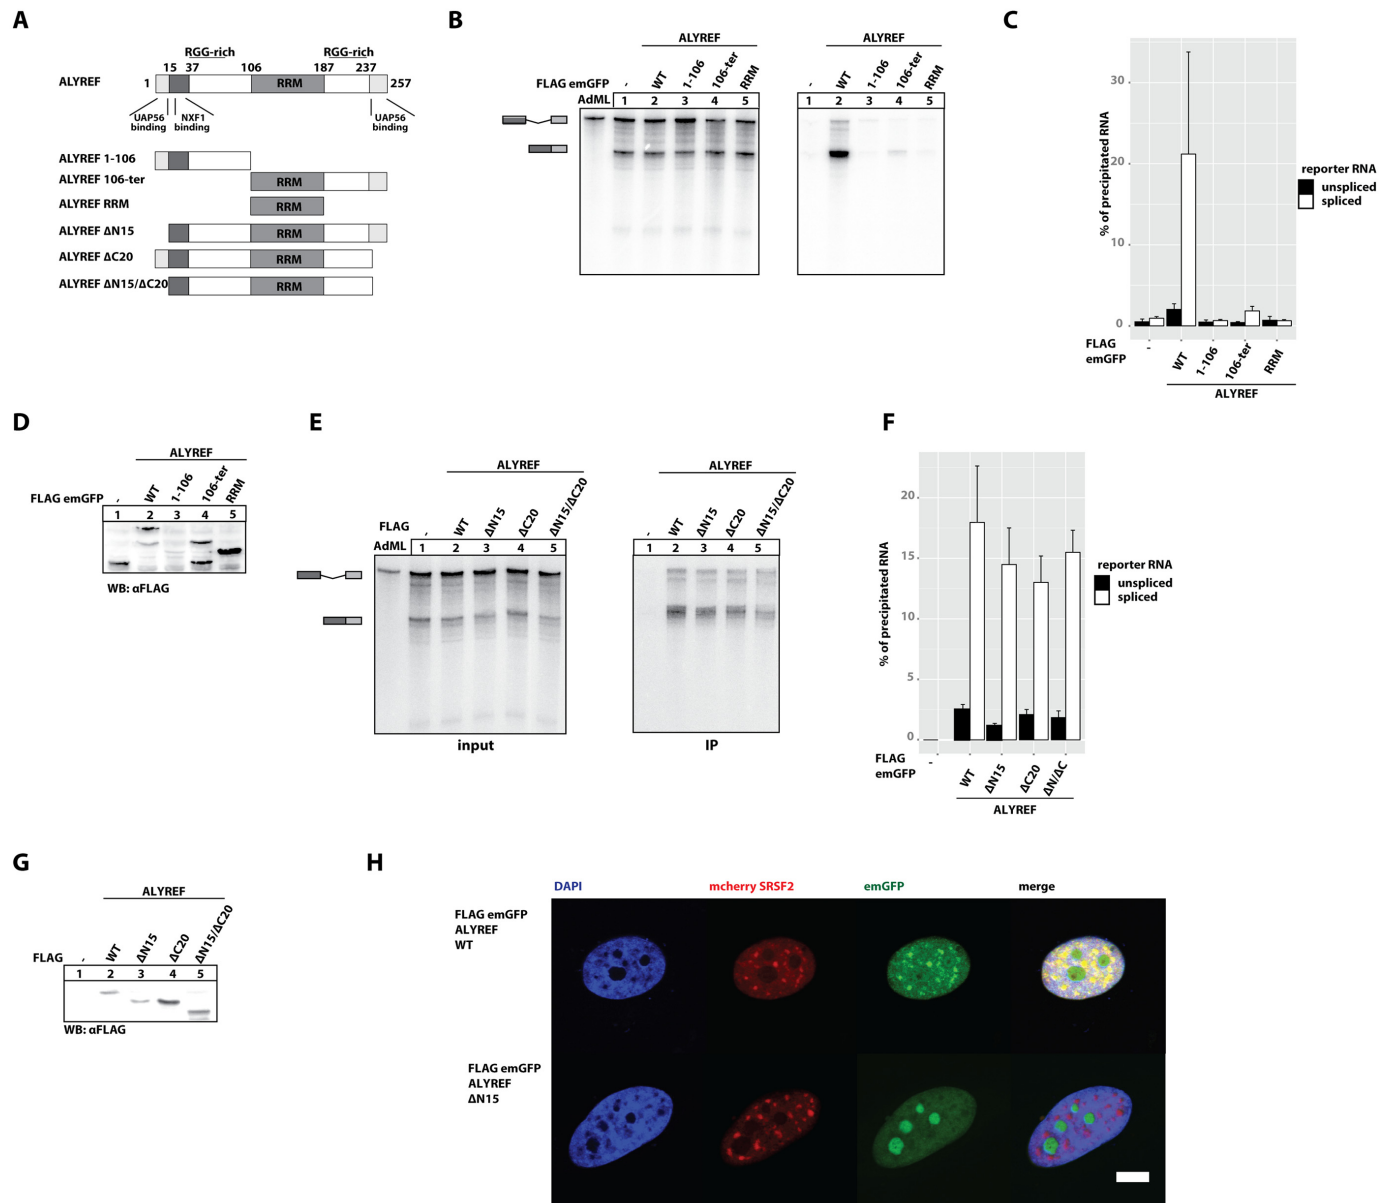 A
RGG-rich
RGG-rich
15 37 106 187 237
ALYREF 1 RRM 257
UAP56 binding
NXF1 binding
UAP56 binding
ALYREF 1-106
ALYREF 106-ter RRM
ALYREF RRM RRM
ALYREF ΔN15 RRM
ALYREF ΔC20 RRM
ALYREF ΔN15/ΔC20 RRM
B
ALYREF
ALYREF
FLAG emGFP - WT 1-106 106-ter RRM
- WT 1-106 106-ter RRM
AdML 1 2 3 4 5
1 2 3 4 5
C
% of precipitated RNA
30
20
10
0
reporter RNA
unspliced
spliced
FLAG
emGFP
- WT 1-106 106-ter RRM
ALYREF
D
ALYREF
FLAG emGFP - WT 1-106 106-ter RRM
1 2 3 4 5
WB: αFLAG
E
ALYREF
ALYREF
FLAG - WT ΔN15 ΔC20 ΔN15/ΔC20
- WT ΔN15 ΔC20 ΔN15/ΔC20
AdML 1 2 3 4 5
1 2 3 4 5
input
IP
F
% of precipitated RNA
20
15
10
5
0
reporter RNA
unspliced
spliced
FLAG
emGFP
- WT ΔN15 ΔC20 ΔN/ΔC
ALYREF
G
ALYREF
FLAG - WT ΔN15 ΔC20 ΔN15/ΔC20
1 2 3 4 5
WB: αFLAG
H
DAPI mcherry SRSF2 emGFP merge
FLAG emGFP
ALYREF
WT
FLAG emGFP
ALYREF
ΔN15